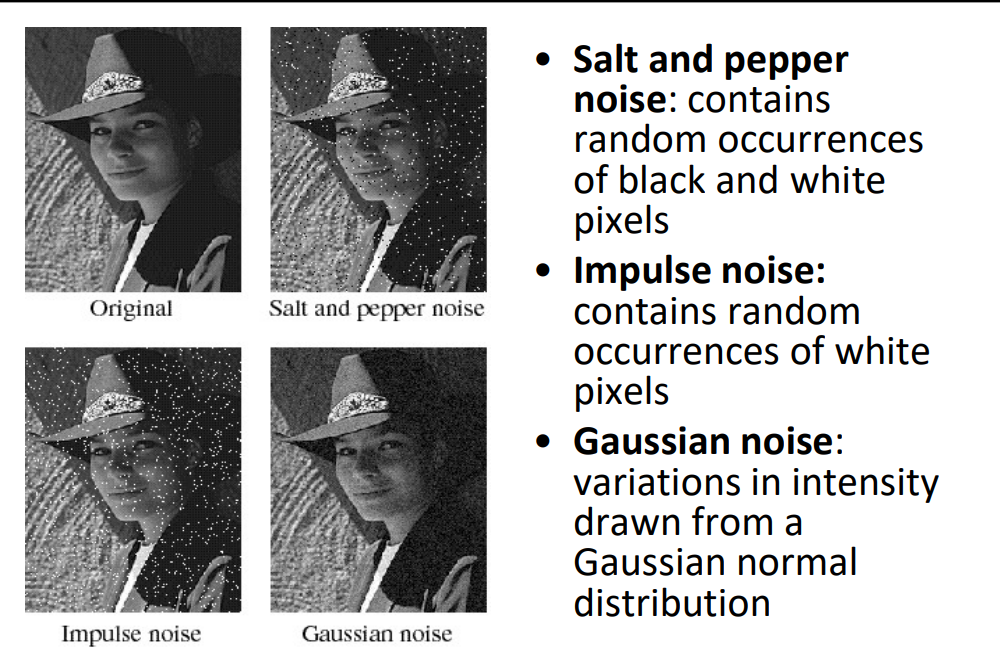 Original
Salt and pepper noise
Impulse noise
Gaussian noise
• Salt and pepper
noise: contains
random occurrences
of black and white
pixels
• Impulse noise:
contains random
occurrences of white
pixels
• Gaussian noise:
variations in intensity
drawn from a
Gaussian normal
distribution